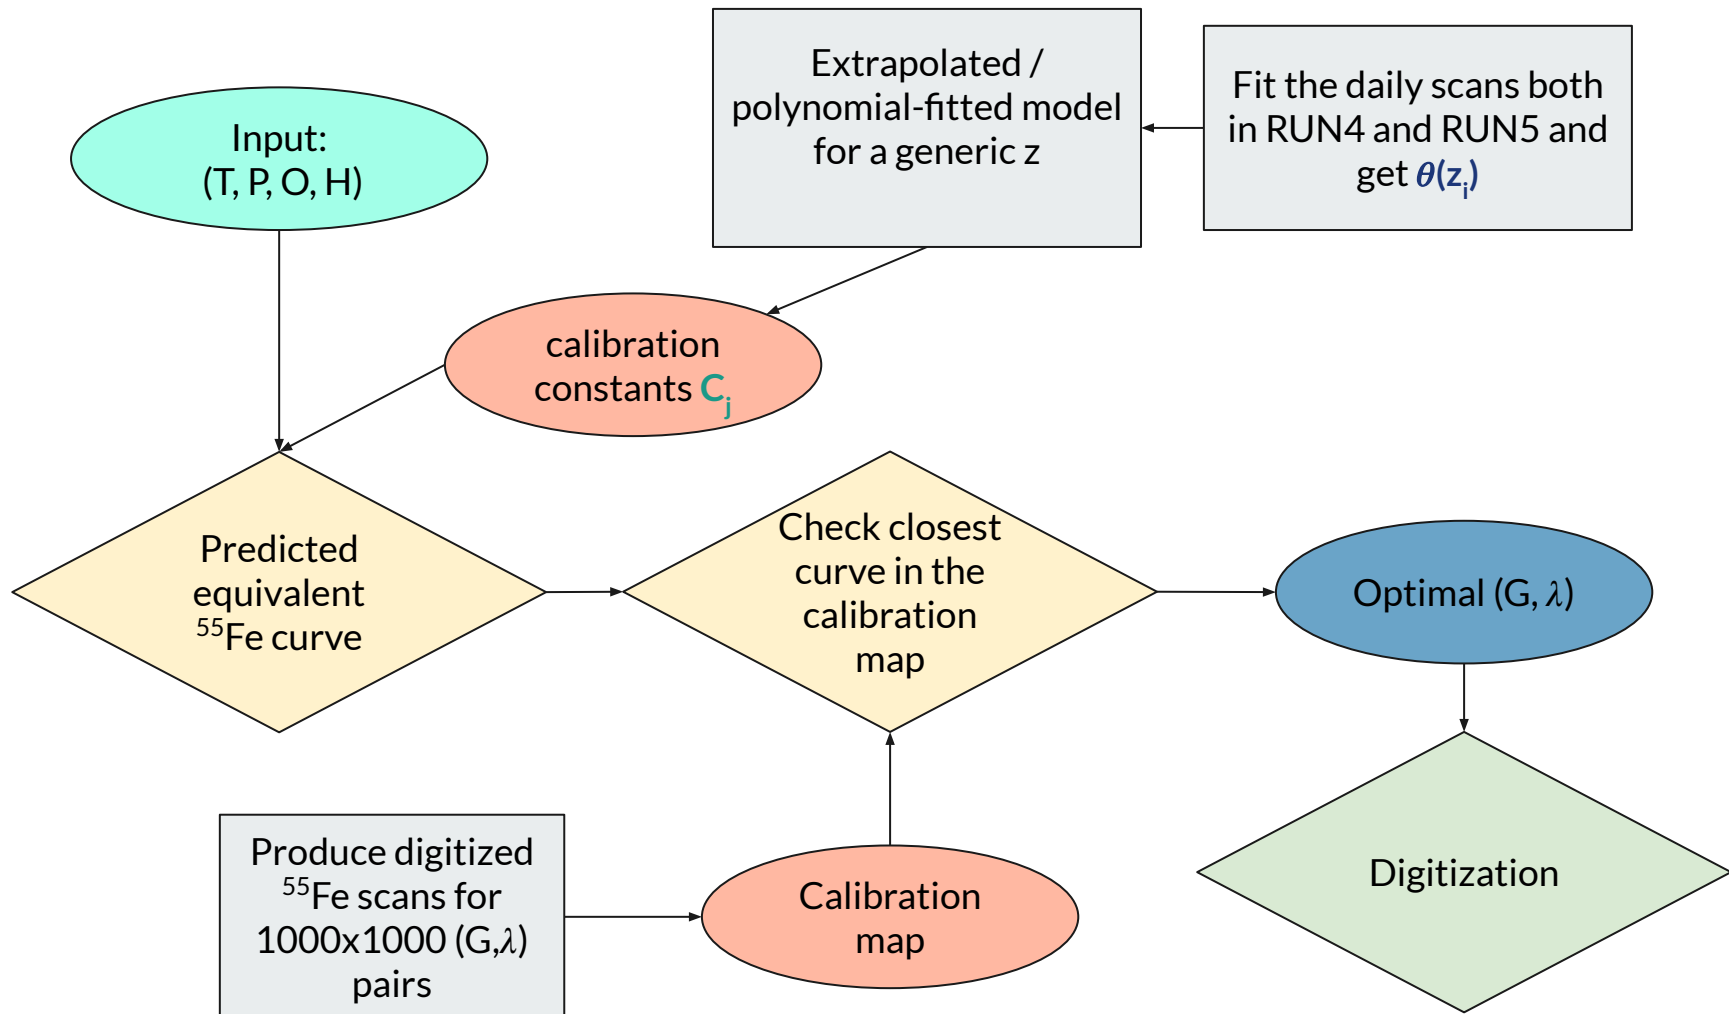 Extrapolated /
polynomial-fitted model
for a generic z
Fit the daily scans both
in RUN4 and RUN5 and
get θ(zᵢ)
Input:
(T, P, O, H)
calibration
constants Cⱼ
Predicted
equivalent
⁵⁵Fe curve
Check closest
curve in the
calibration
map
Optimal (G, λ)
Produce digitized
⁵⁵Fe scans for
1000x1000 (G,λ)
pairs
Calibration
map
Digitization